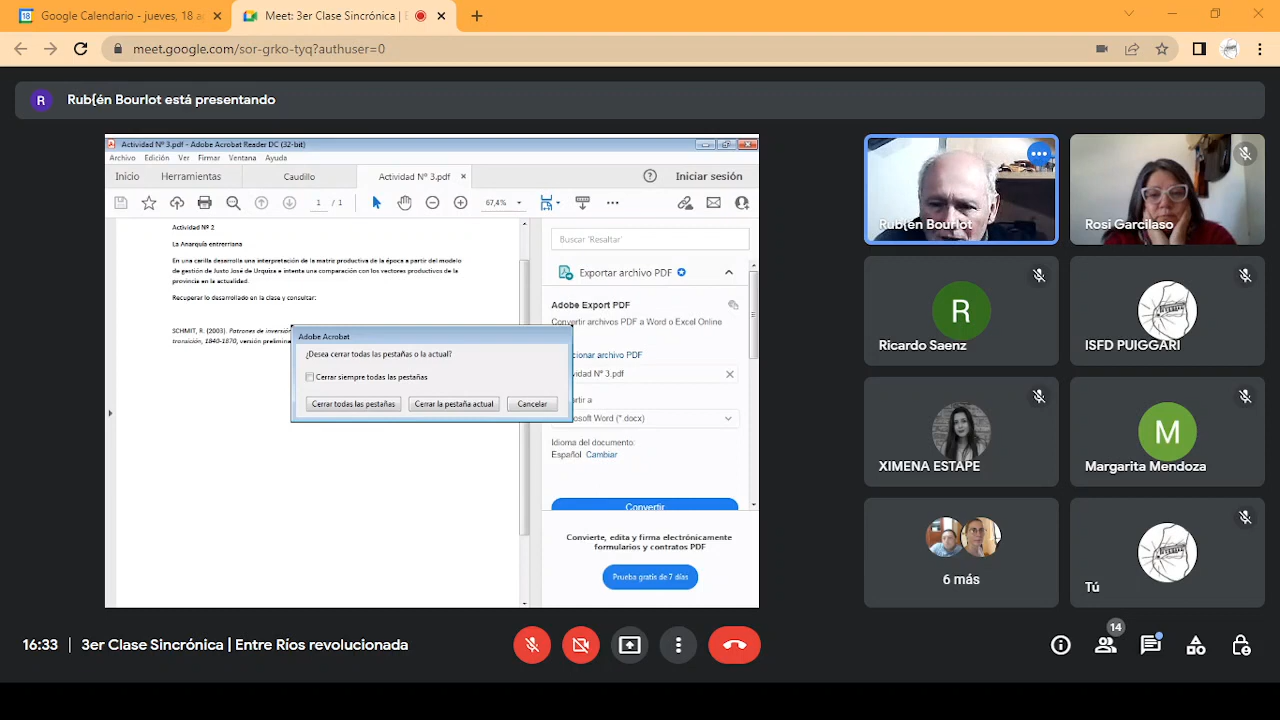 Google Calendario - jueves, 18 ap
Meet: 3er Clase Sincrónica | E
meet.google.com/sor-grko-tyq?authuser=0
R
Rub{én Bourlot está presentando
Actividad Nº 3.pdf - Adobe Acrobat Reader DC (32-bit)
Archivo Edición Ver Firmar Ventana Ayuda
Inicio Herramientas Caudillo Actividad Nº 3.pdf Iniciar sesión
1 / 1 67,4%
Actividad Nº 2
La Anarquía entrerriana
En una carilla desarrolla una interpretación de la matriz productiva de la época a partir del modelo
de gestión de Justo José de Urquiza e intenta una comparación con los vectores productivos de la
provincia en la actualidad.
Recuperar lo desarrollado en la clase y consultar:
SCHMIT, R. (2003). Patrones de inversió
transición, 1840-1870, versión prelimina
Adobe Acrobat
¿Desea cerrar todas las pestañas o la actual?
Cerrar siempre todas las pestañas
Cerrar todas las pestañas Cerrar la pestaña actual Cancelar
Buscar 'Resaltar'
Exportar archivo PDF
Adobe Export PDF
Convertir archivos PDF a Word o Excel Online
cionar archivo PDF
vidad Nº 3.pdf
artir a
osoft Word (*.docx)
Idioma del documento:
Español Cambiar
Convertir
Convierte, edita y firma electrónicamente
formularios y contratos PDF
Prueba gratis de 7 días
Rub{én Bourlot
Rosi Garcilaso
R
Ricardo Saenz
ISFD PUIGGARI
XIMENA ESTAPE
M
Margarita Mendoza
6 más
Tú
16:33 | 3er Clase Sincrónica | Entre Ríos revolucionada
14